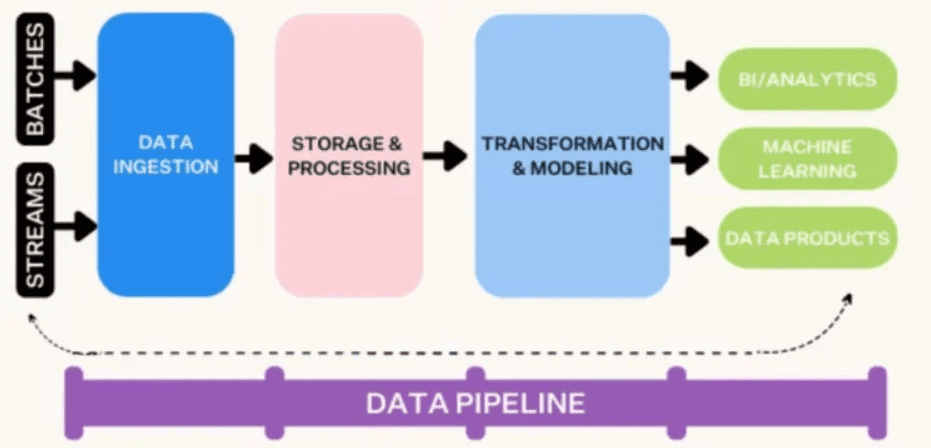 BATCHES
STREAMS
DATA
INGESTION
STORAGE &
PROCESSING
TRANSFORMATION
& MODELING
BI/ANALYTICS
MACHINE
LEARNING
DATA PRODUCTS
DATA PIPELINE